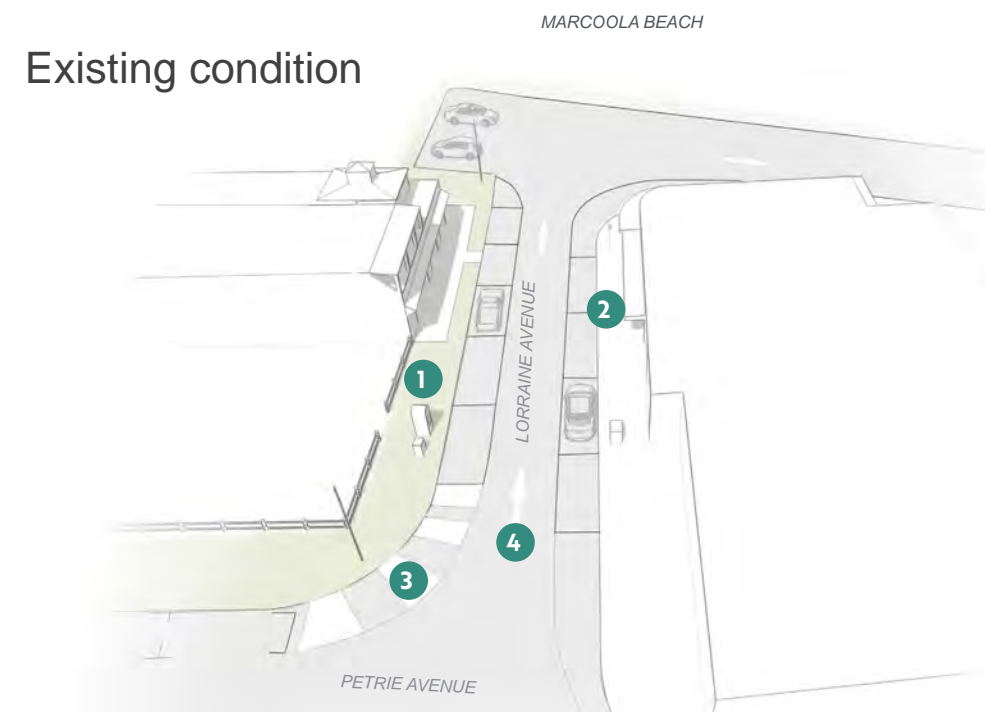 MARCOOLA BEACH
Existing condition
2
LORRAINE AVENUE
1
4
3
PETRIE AVENUE